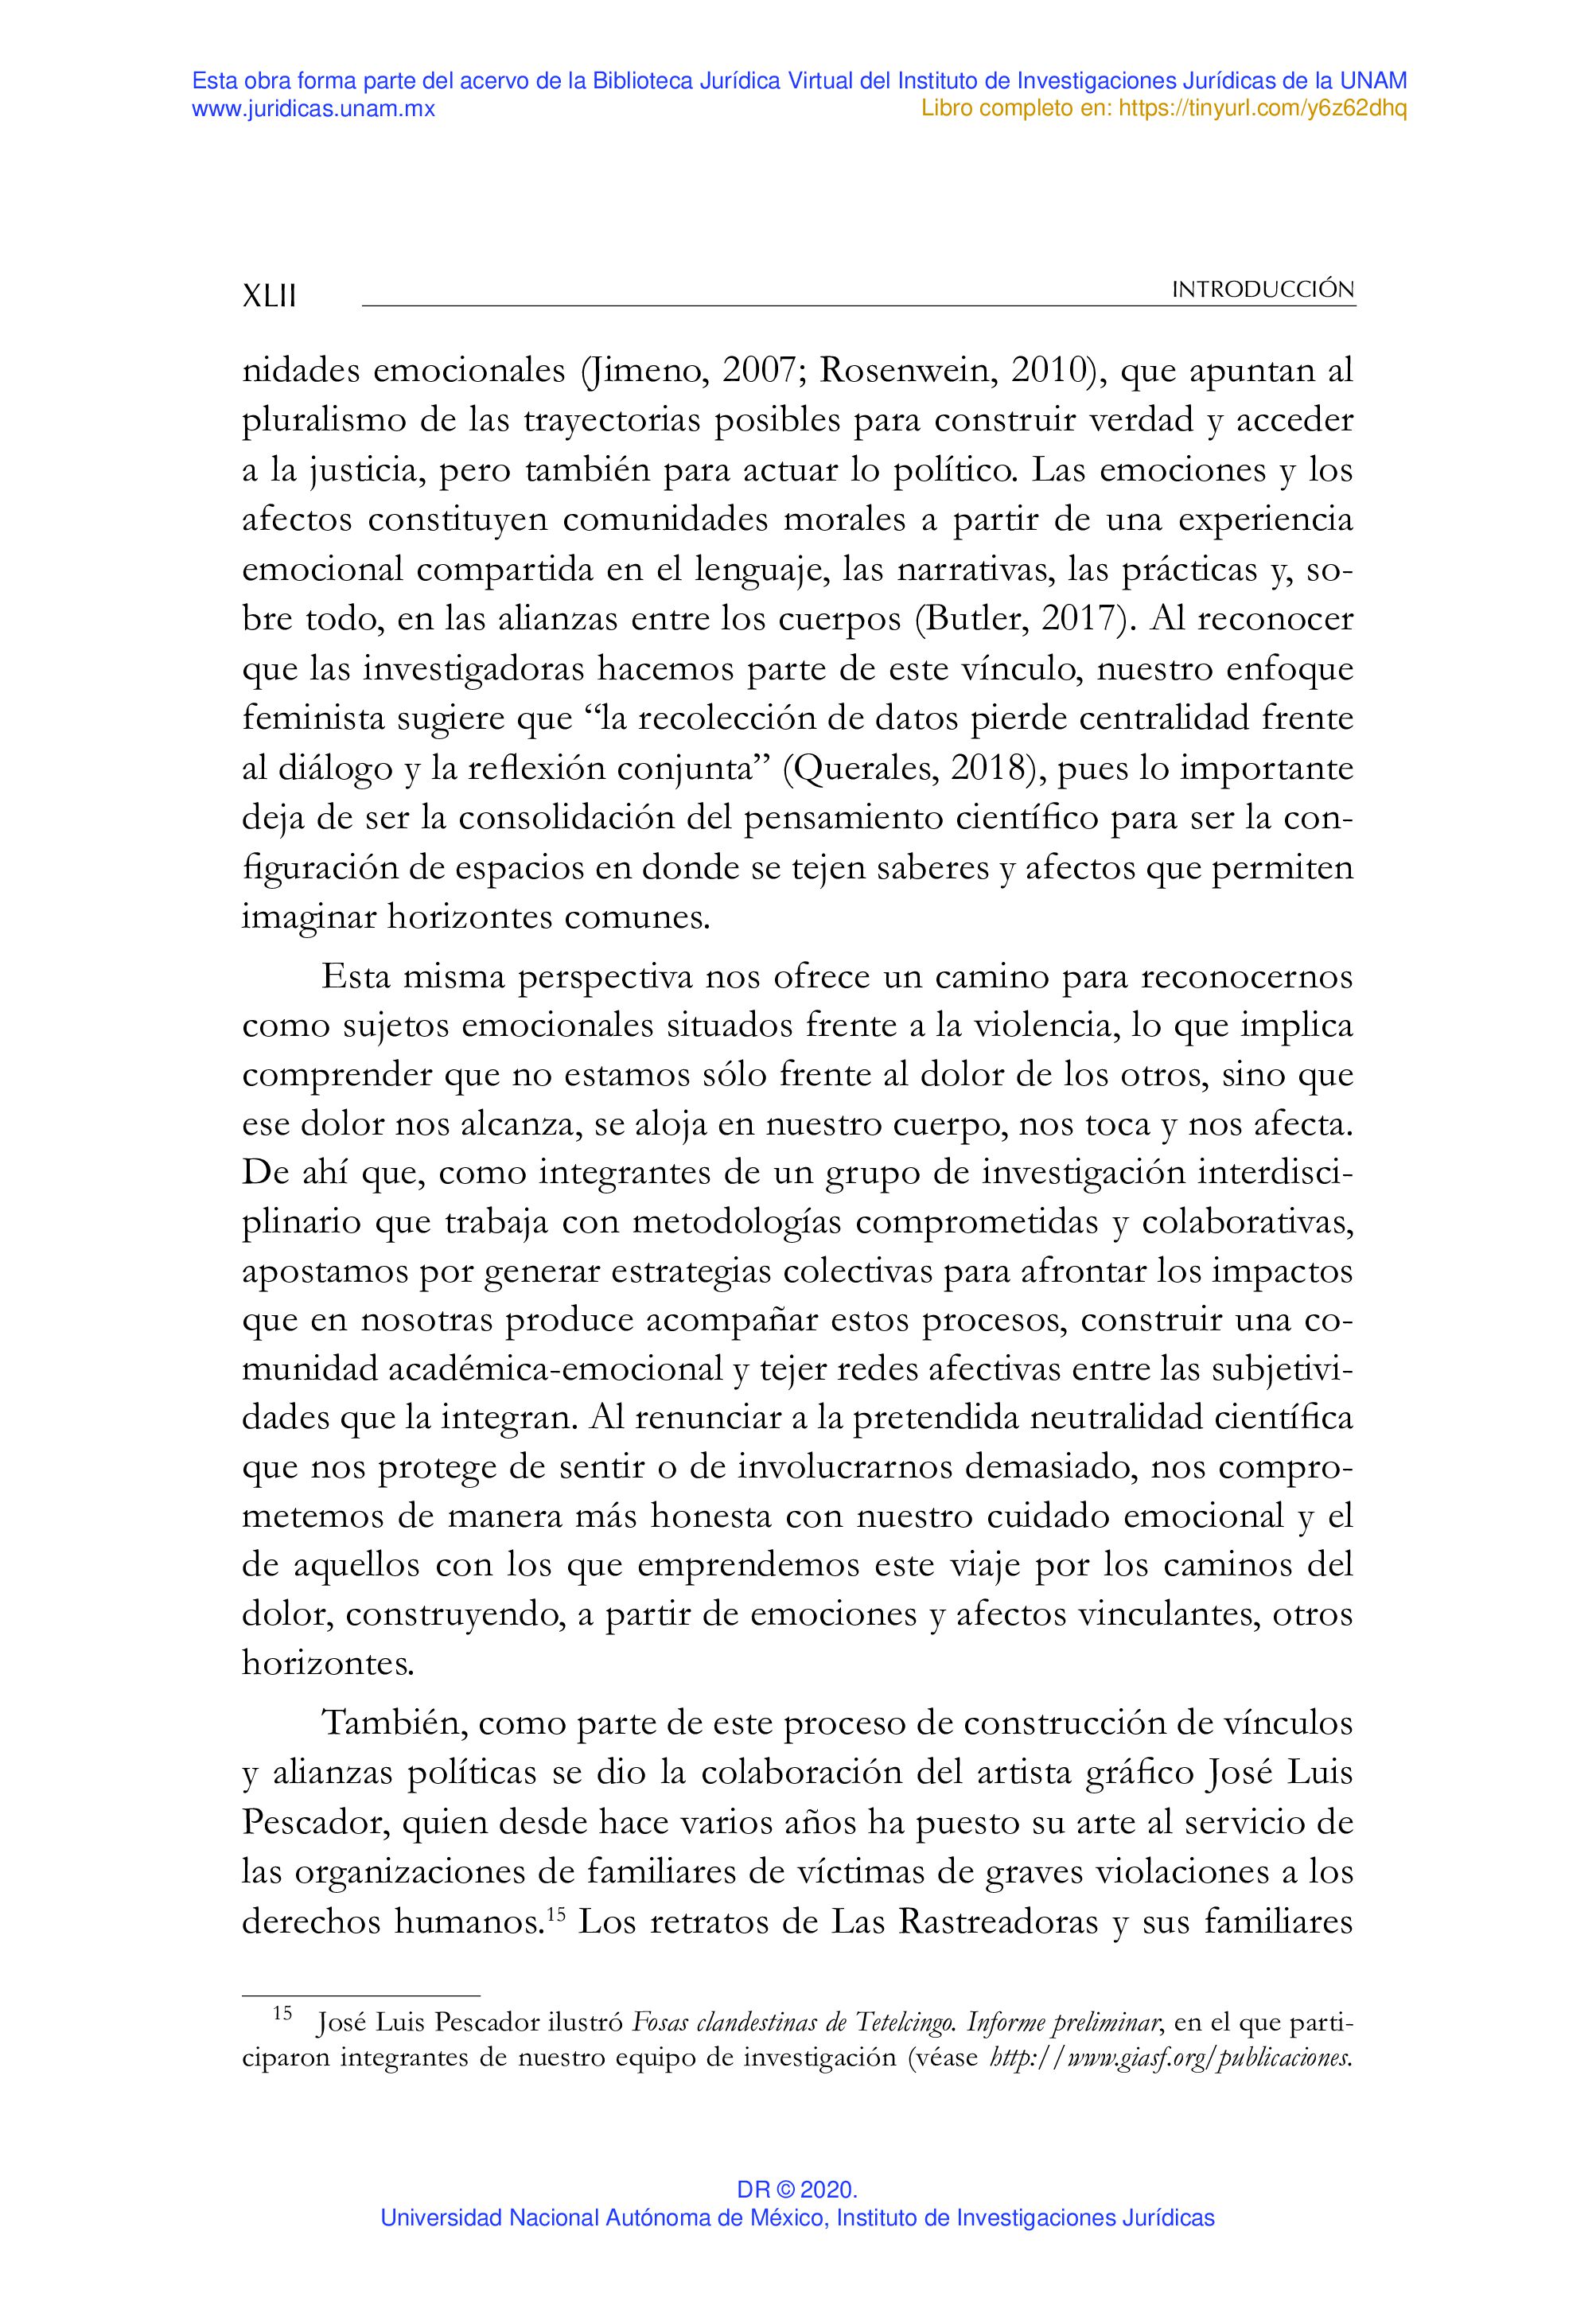 Esta obra forma parte del acervo de la Biblioteca Jurídica Virtual del Instituto de Investigaciones Jurídicas de la UNAM
www.juridicas.unam.mx
Libro completo en: https://tinyurl.com/y6z62dhq
XLII
INTRODUCCIÓN
nidades emocionales (Jimeno, 2007; Rosenwein, 2010), que apuntan al
pluralismo de las trayectorias posibles para construir verdad y acceder
a la justicia, pero también para actuar lo político. Las emociones y los
afectos constituyen comunidades morales a partir de una experiencia
emocional compartida en el lenguaje, las narrativas, las prácticas y, so-
bre todo, en las alianzas entre los cuerpos (Butler, 2017). Al reconocer
que las investigadoras hacemos parte de este vínculo, nuestro enfoque
feminista sugiere que “la recolección de datos pierde centralidad frente
al diálogo y la reflexión conjunta” (Querales, 2018), pues lo importante
deja de ser la consolidación del pensamiento científico para ser la con-
figuración de espacios en donde se tejen saberes y afectos que permiten
imaginar horizontes comunes.
Esta misma perspectiva nos ofrece un camino para reconocernos
como sujetos emocionales situados frente a la violencia, lo que implica
comprender que no estamos sólo frente al dolor de los otros, sino que
ese dolor nos alcanza, se aloja en nuestro cuerpo, nos toca y nos afecta.
De ahí que, como integrantes de un grupo de investigación interdisci-
plinario que trabaja con metodologías comprometidas y colaborativas,
apostamos por generar estrategias colectivas para afrontar los impactos
que en nosotras produce acompañar estos procesos, construir una co-
munidad académica-emocional y tejer redes afectivas entre las subjetivi-
dades que la integran. Al renunciar a la pretendida neutralidad científica
que nos protege de sentir o de involucrarnos demasiado, nos compro-
metemos de manera más honesta con nuestro cuidado emocional y el
de aquellos con los que emprendemos este viaje por los caminos del
dolor, construyendo, a partir de emociones y afectos vinculantes, otros
horizontes.
También, como parte de este proceso de construcción de vínculos
y alianzas políticas se dio la colaboración del artista gráfico José Luis
Pescador, quien desde hace varios años ha puesto su arte al servicio de
las organizaciones de familiares de víctimas de graves violaciones a los
derechos humanos.15 Los retratos de Las Rastreadoras y sus familiares
15 José Luis Pescador ilustró Fosas clandestinas de Tetelcingo. Informe preliminar, en el que parti-
ciparon integrantes de nuestro equipo de investigación (véase http://www.giasf.org/publicaciones.
DR © 2020.
Universidad Nacional Autónoma de México, Instituto de Investigaciones Jurídicas